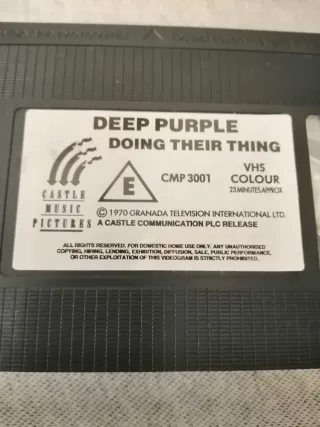 DEEP PURPLE
DOING THEIR THING
CASTLE
MUSIC
PICTURES
E
CMP 3001
VHS
COLOUR
23 MINUTES APPROX
© 1970 GRANADA TELEVISION INTERNATIONAL LTD.
A CASTLE COMMUNICATION PLC RELEASE
ALL RIGHTS RESERVED. FOR DOMESTIC HOME USE ONLY. ANY UNAUTHORISED
COPYING, HIRING, LENDING, EXHIBITION, DIFFUSION, SALE, PUBLIC PERFORMANCE,
OR OTHER EXPLOITATION OF THIS VIDEOGRAM IS STRICTLY PROHIBITED.